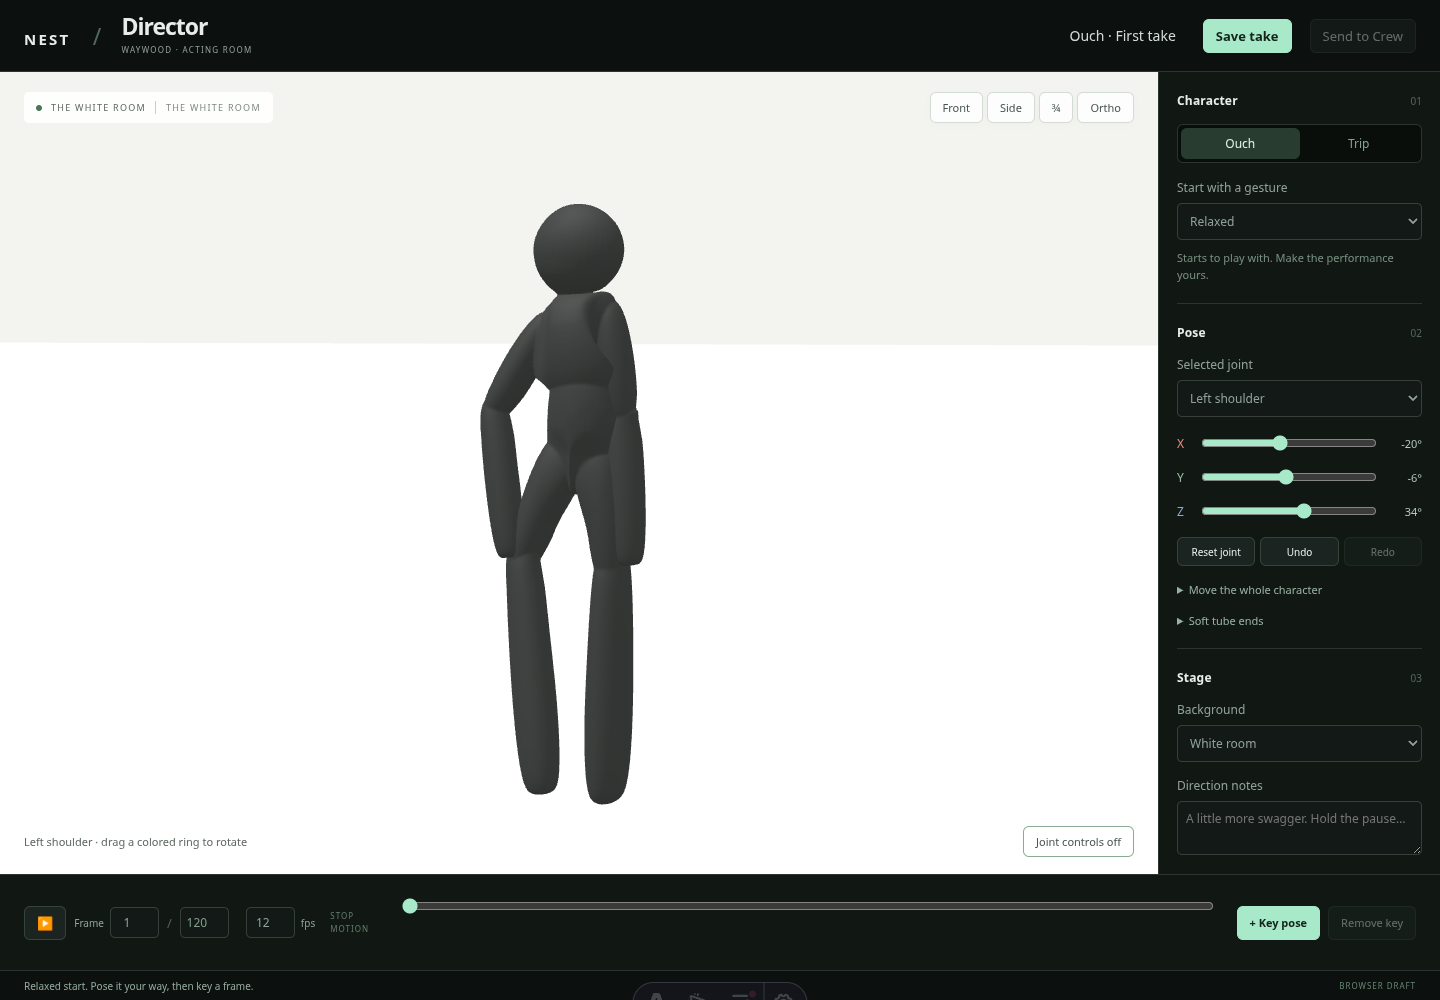 NEST / Director
WAYWOOD · ACTING ROOM
Ouch · First take
Save take
Send to Crew
THE WHITE ROOM | THE WHITE ROOM
Front
Side
¾
Ortho
Left shoulder · drag a colored ring to rotate
Joint controls off
Character 01
Ouch
Trip
Start with a gesture
Relaxed
Starts to play with. Make the performance
yours.
Pose 02
Selected joint
Left shoulder
X -20°
Y -6°
Z 34°
Reset joint
Undo
Redo
Move the whole character
Soft tube ends
Stage 03
Background
White room
Direction notes
A little more swagger. Hold the pause...
Frame 1 / 120 12 fps
STOP
MOTION
+ Key pose
Remove key
Relaxed start. Pose it your way, then key a frame.
BROWSER DRAFT